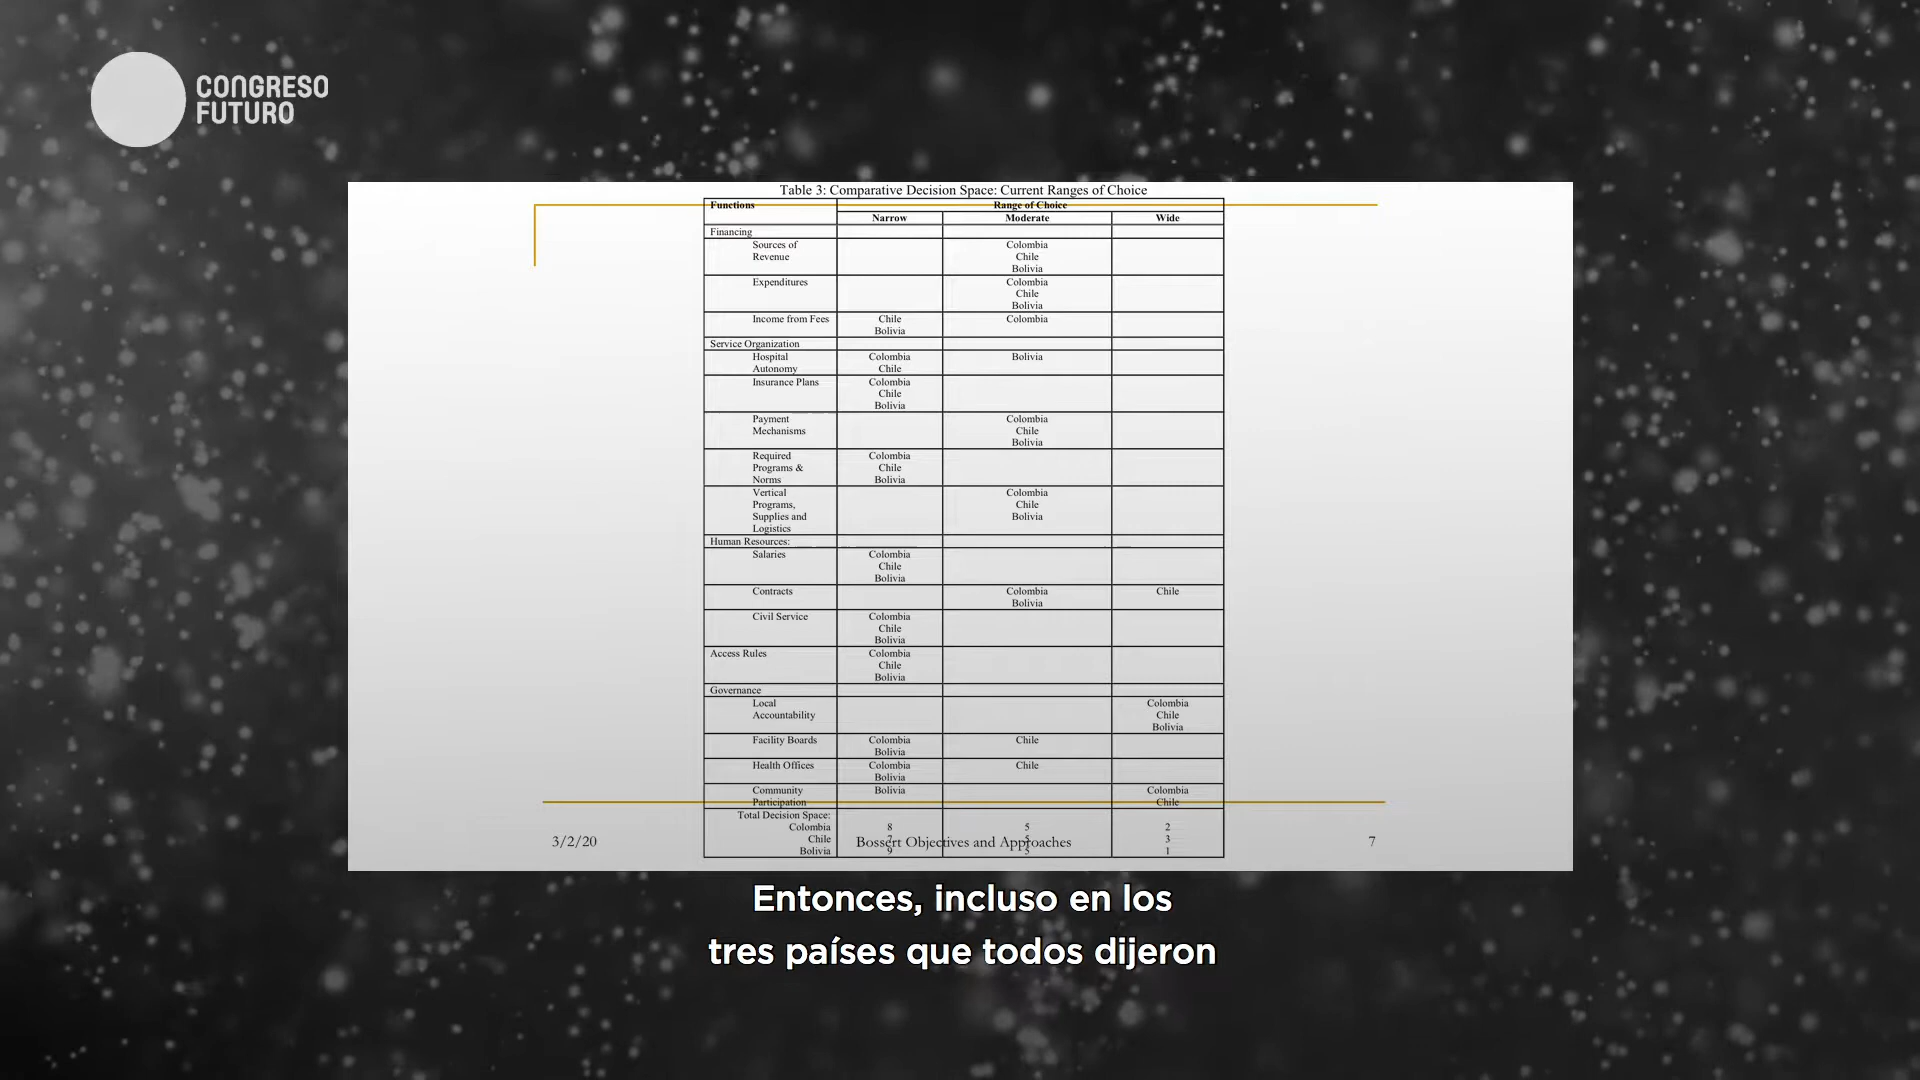 CONGRESO
FUTURO
Table 3: Comparative Decision Space: Current Ranges of Choice
Functions Range of Choice
Narrow Moderate Wide
Financing
Sources of Revenue Colombia Chile Bolivia
Expenditures Colombia Chile Bolivia
Income from Fees Chile Bolivia Colombia
Service Organization
Hospital Autonomy Colombia Chile Bolivia
Insurance Plans Colombia Chile Bolivia
Payment Mechanisms Colombia Chile Bolivia
Required Programs & Norms Colombia Chile Bolivia
Vertical Programs, Supplies and Logistics Colombia Chile Bolivia
Human Resources:
Salaries Colombia Chile Bolivia
Contracts Colombia Bolivia Chile
Civil Service Colombia Chile Bolivia
Access Rules Colombia Chile Bolivia
Governance
Local Accountability Colombia Chile Bolivia
Facility Boards Colombia Bolivia Chile
Health Offices Colombia Bolivia Chile
Community Participation Bolivia Colombia Chile
Total Decision Space:
Colombia 8 5 2
Chile 7 5 3
Bolivia 9 5 1
3/2/20 Bossert Objectives and Approaches 7
Entonces, incluso en los
tres países que todos dijeron